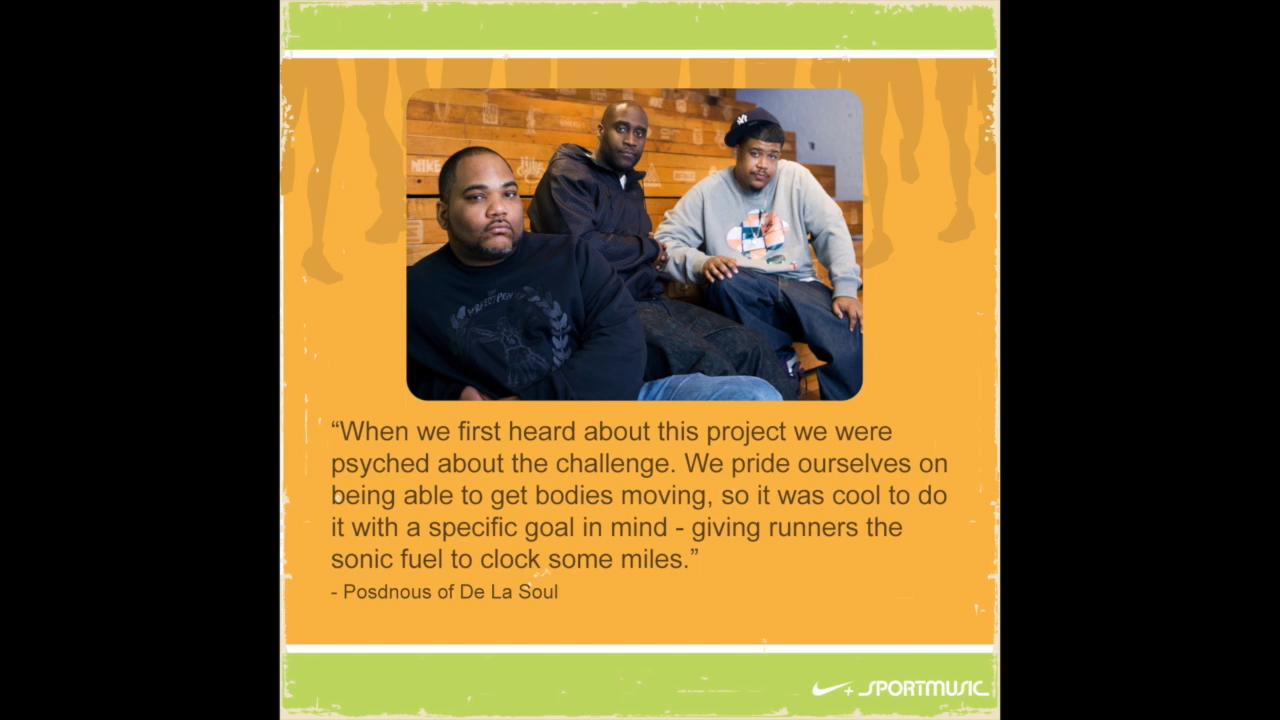 NIKE
“When we first heard about this project we were
psyched about the challenge. We pride ourselves on
being able to get bodies moving, so it was cool to do
it with a specific goal in mind - giving runners the
sonic fuel to clock some miles.”
- Posdnous of De La Soul
+ SPORTMUSIC